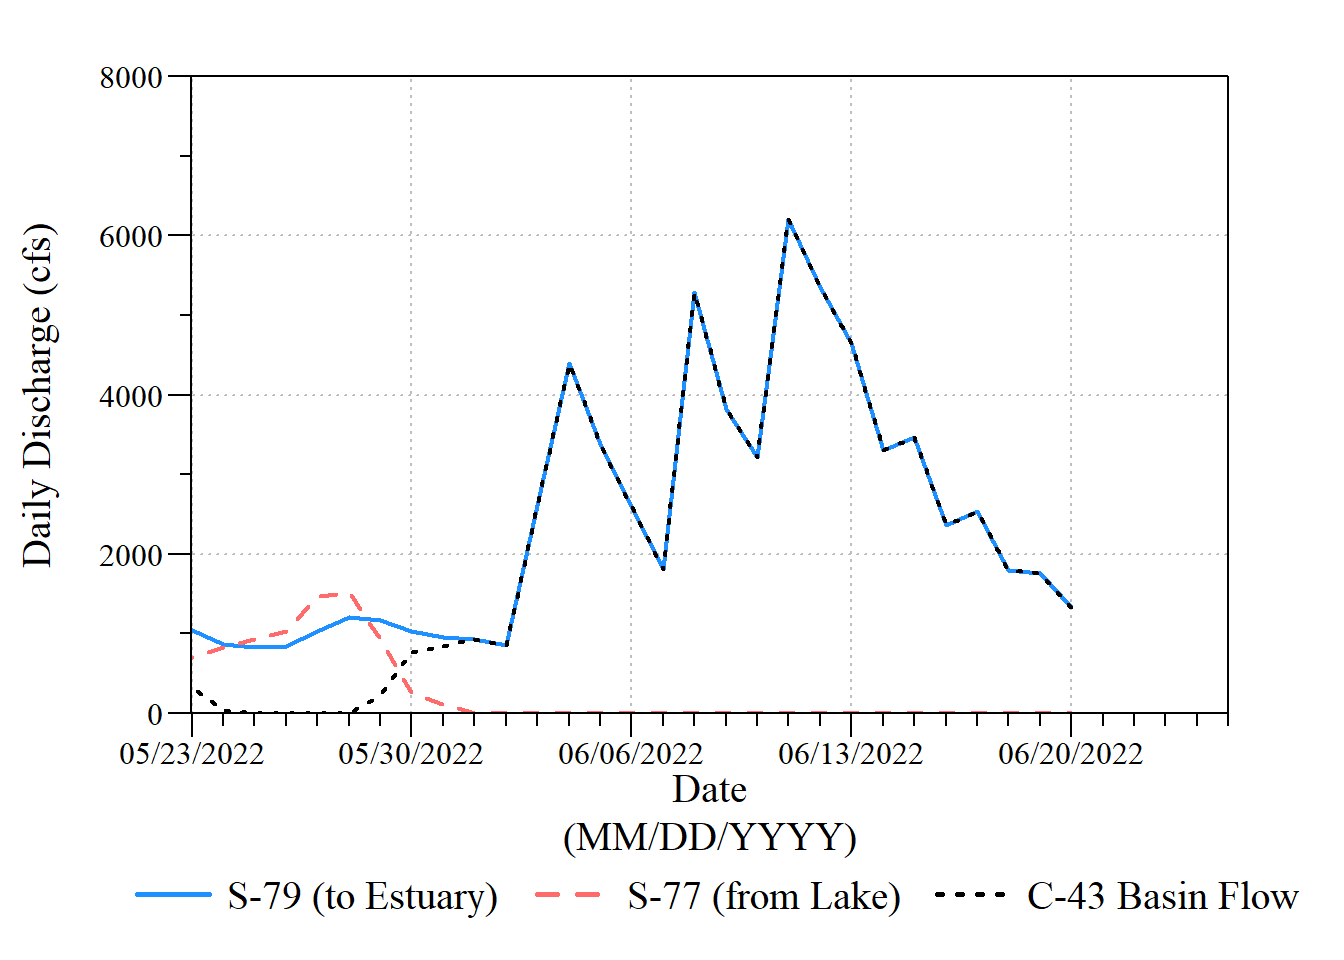 8000
6000
4000
2000
0
Daily Discharge (cfs)
05/23/2022 05/30/2022 06/06/2022 06/13/2022 06/20/2022
Date
(MM/DD/YYYY)
S-79 (to Estuary) S-77 (from Lake) C-43 Basin Flow